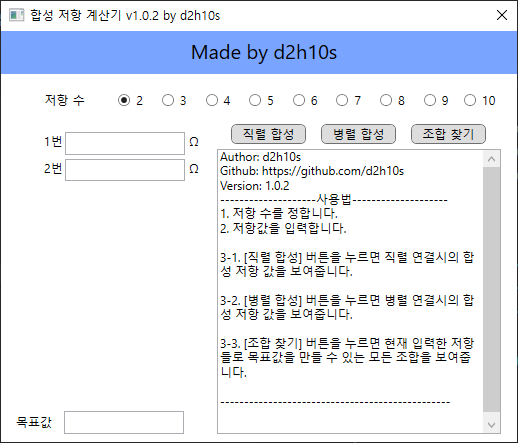 합성 저항 계산기 v1.0.2 by d2h10s
Made by d2h10s
저항 수 2 3 4 5 6 7 8 9 10
직렬 합성 병렬 합성 조합 찾기
1번 Ω
2번 Ω
Author: d2h10s
Github: https://github.com/d2h10s
Version: 1.0.2
--------------------사용법--------------------
1. 저항 수를 정합니다.
2. 저항값을 입력합니다.
3-1. [직렬 합성] 버튼을 누르면 직렬 연결시의 합
성 저항 값을 보여줍니다.
3-2. [병렬 합성] 버튼을 누르면 병렬 연결시의 합
성 저항 값을 보여줍니다.
3-3. [조합 찾기] 버튼을 누르면 현재 입력한 저항
들로 목표값을 만들 수 있는 모든 조합을 보여줍
니다.
------------------------------------------------
목표값